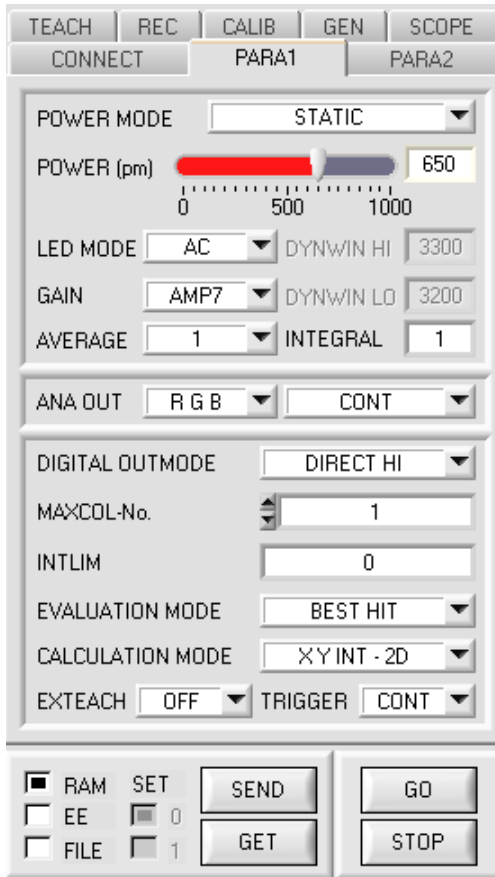 TEACH REC CALIB GEN SCOPE
CONNECT PARA1 PARA2
POWER MODE STATIC
POWER (pm) 650
0 500 1000
LED MODE AC DYNWIN HI 3300
GAIN AMP7 DYNWIN LO 3200
AVERAGE 1 INTEGRAL 1
ANA OUT R G B CONT
DIGITAL OUTMODE DIRECT HI
MAXCOL-No. 1
INTLIM 0
EVALUATION MODE BEST HIT
CALCULATION MODE X Y INT - 2D
EXTEACH OFF TRIGGER CONT
RAM SET SEND GO
EE 0
FILE 1 GET STOP